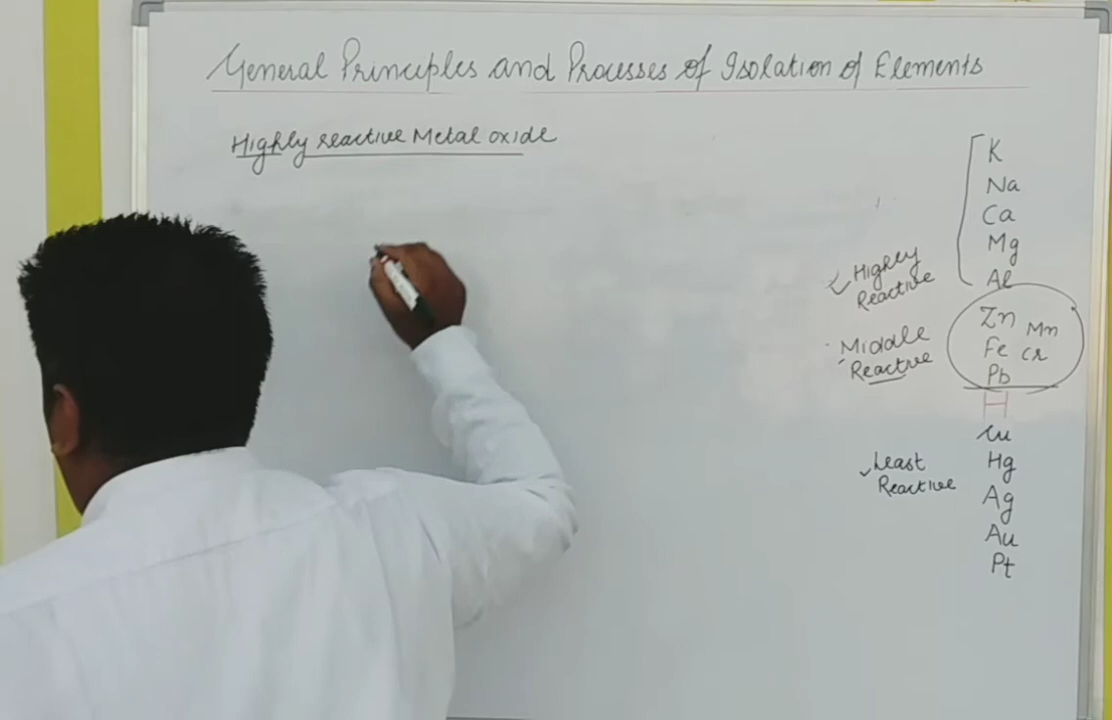 General Principles and Processes of Isolation of Elements
Highly reactive Metal oxide
K
Na
Ca
Mg
Al
Highly
Reactive
Zn Mn
Fe Cr
Pb
Middle
Reactive
H
Cu
Hg
Ag
Au
Pt
Least
Reactive